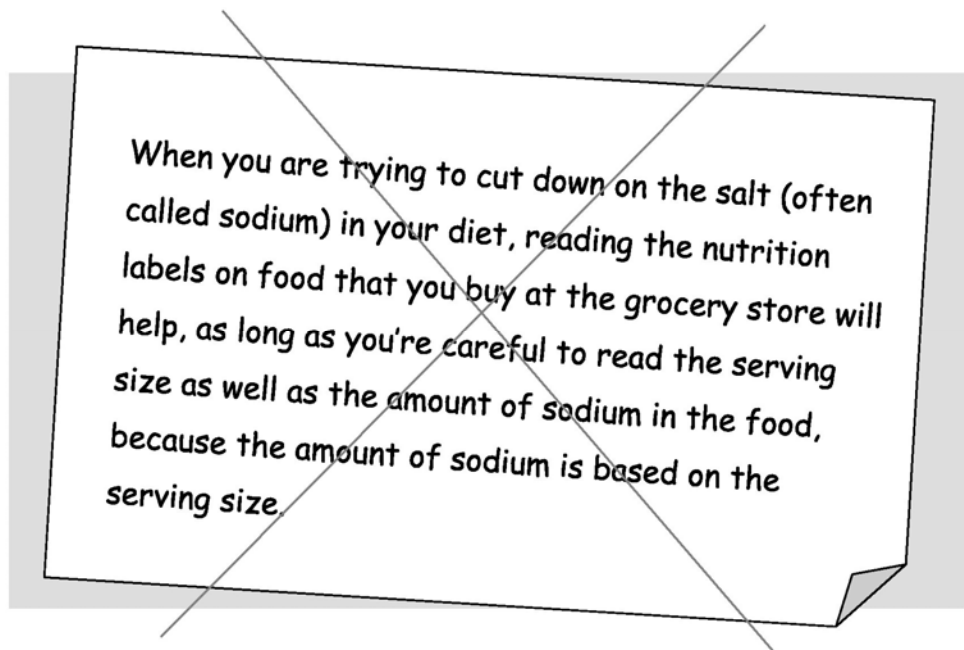 When you are trying to cut down on the salt (often
called sodium) in your diet, reading the nutrition
labels on food that you buy at the grocery store will
help, as long as you're careful to read the serving
size as well as the amount of sodium in the food,
because the amount of sodium is based on the
serving size.